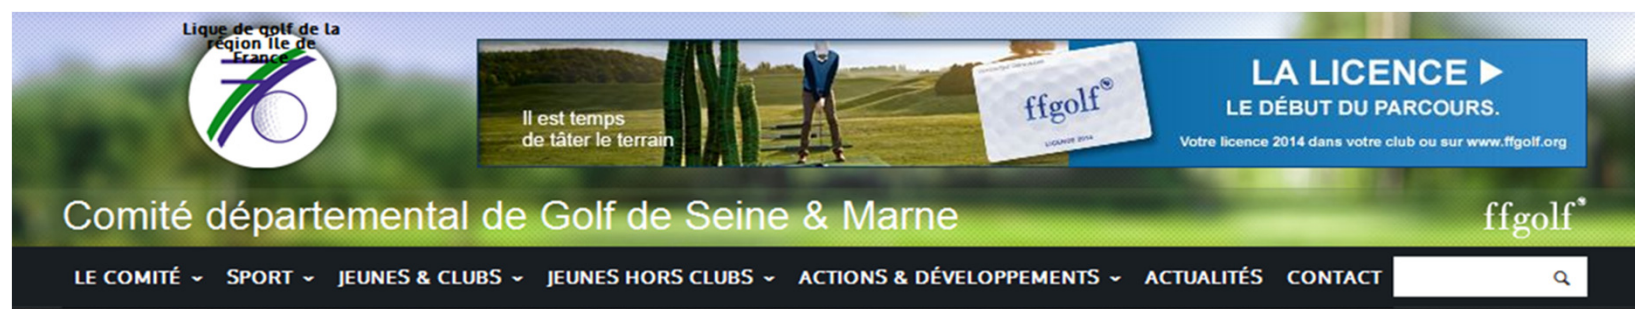 Ligue de golf de la
région Ile de
France
Il est temps
de tâter le terrain
ffgolf
LICENCE 2014
LA LICENCE
LE DÉBUT DU PARCOURS.
Votre licence 2014 dans votre club ou sur www.ffgolf.org
Comité départemental de Golf de Seine & Marne
ffgolf
LE COMITÉ SPORT JEUNES & CLUBS JEUNES HORS CLUBS ACTIONS & DÉVELOPPEMENTS ACTUALITÉS CONTACT